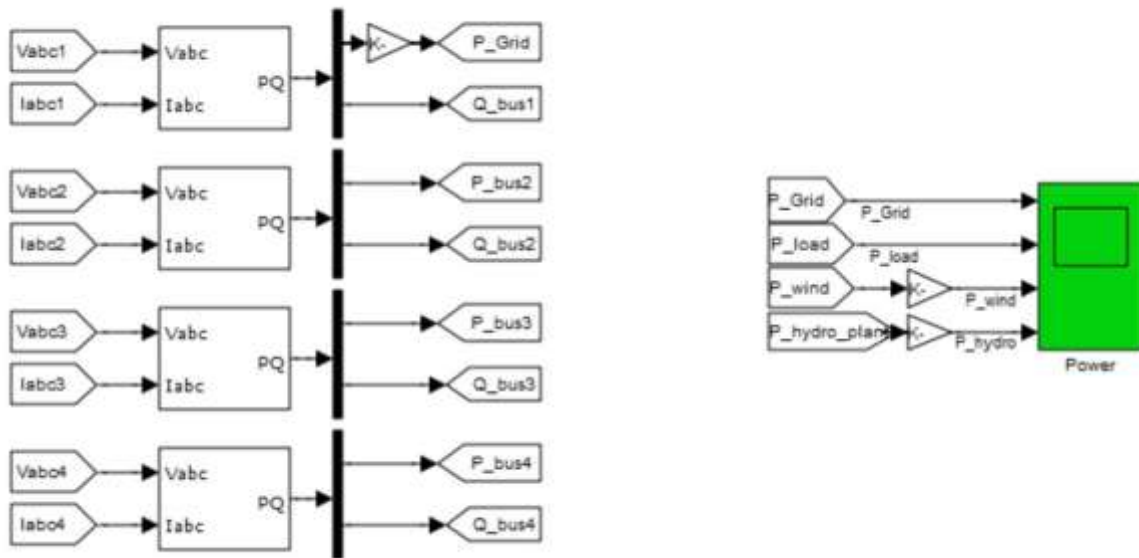 Vabc1
Iabc1
Vabc
Iabc
PQ
K-
P_Grid
Q_bus1
Vabc2
Iabc2
Vabc
Iabc
PQ
P_bus2
Q_bus2
Vabc3
Iabc3
Vabc
Iabc
PQ
P_bus3
Q_bus3
Vabc4
Iabc4
Vabc
Iabc
PQ
P_bus4
Q_bus4
P_Grid
P_Grid
P_load
P_load
P_wind
K-
P_wind
P_hydro_plan
K-
P_hydro
Power